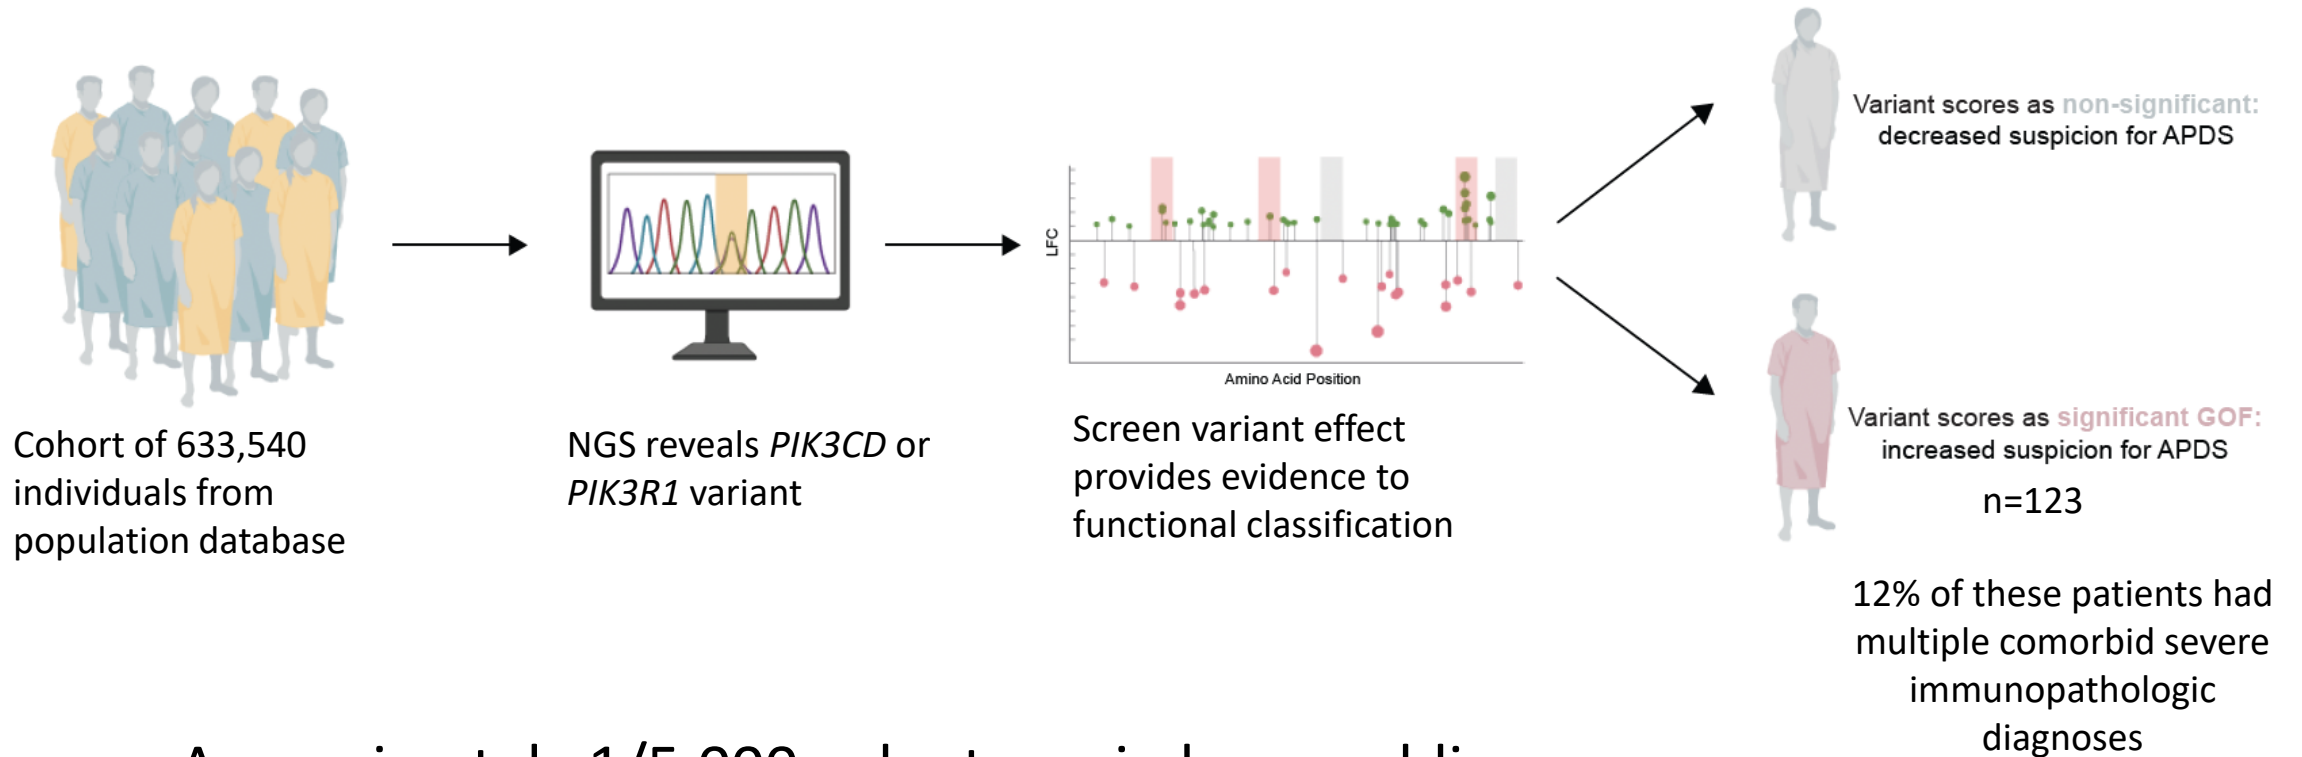 Cohort of 633,540
individuals from
population database
NGS reveals PIK3CD or
PIK3R1 variant
LFC
Amino Acid Position
Screen variant effect
provides evidence to
functional classification
Variant scores as non-significant:
decreased suspicion for APDS
Variant scores as significant GOF:
increased suspicion for APDS
n=123
12% of these patients had
multiple comorbid severe
immunopathologic
diagnoses